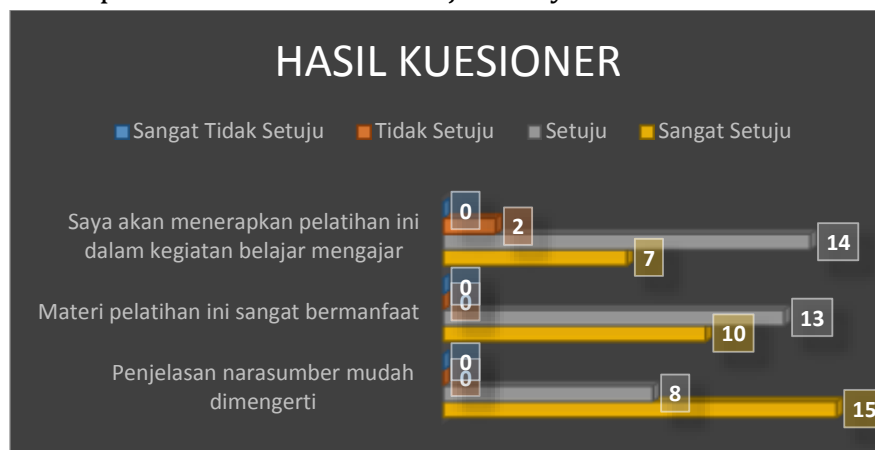 HASIL KUESIONER
Sangat Tidak Setuju Tidak Setuju Setuju Sangat Setuju
Saya akan menerapkan pelatihan ini
dalam kegiatan belajar mengajar
0
2
14
7
Materi pelatihan ini sangat bermanfaat
0
0
13
10
Penjelasan narasumber mudah
dimengerti
0
0
8
15